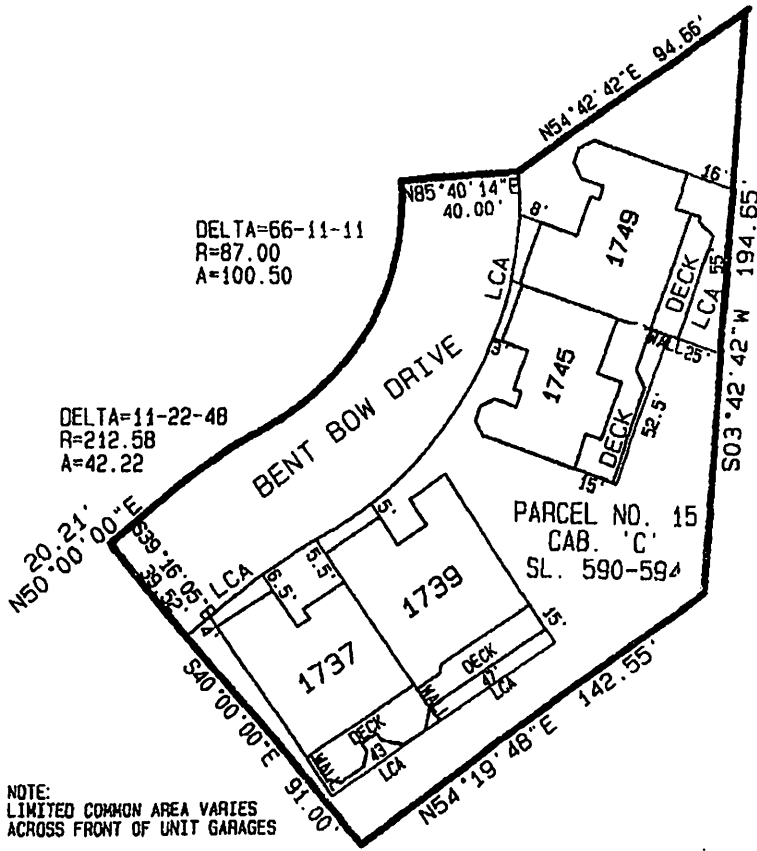 N54°42'42"E 94.66'
N85°40'14"E
40.00'
DELTA=66-11-11
R=87.00
A=100.50
16'
8'
1749
LCA
DECK
LCA
55'
S03°42'42"W 194.65'
WALL
25'
3'
1745
DECK
52.5'
15'
BENT BOW DRIVE
DELTA=11-22-48
R=212.58
A=42.22
20.21'
N50°00'00"E
S39°16'05"E
39.52'
PARCEL NO. 15
CAB. 'C'
SL. 590-594
LCA
4'
6.5'
5.5'
5'
1739
1737
15'
DECK
47'
LCA
WALL
DECK
43'
LCA
WALK
S40°00'00"E 91.00'
N54°19'48"E 142.55'
NOTE:
LIMITED COMMON AREA VARIES
ACROSS FRONT OF UNIT GARAGES